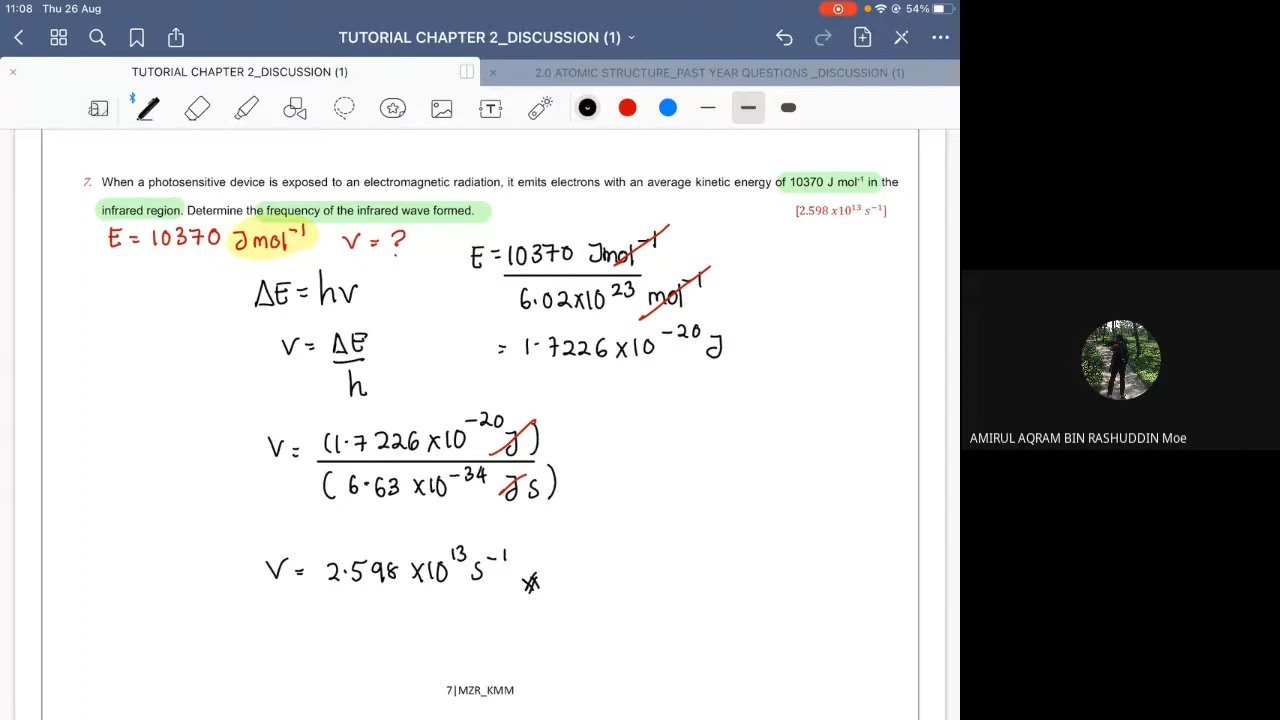 11:08 Thu 26 Aug
54%
TUTORIAL CHAPTER 2_DISCUSSION (1)
TUTORIAL CHAPTER 2_DISCUSSION (1)
2.0 ATOMIC STRUCTURE_PAST YEAR QUESTIONS _DISCUSSION (1)
7. When a photosensitive device is exposed to an electromagnetic radiation, it emits electrons with an average kinetic energy of 10370 J mol⁻¹ in the
infrared region. Determine the frequency of the infrared wave formed. [2.598 x10¹³ s⁻¹]
E = 10370 Jmol⁻¹ ν = ?
E = 10370 Jmol⁻¹
6.02×10²³ mol⁻¹
ΔE = hν
ν = ΔE
h
= 1.7226 ×10⁻²⁰ J
ν = (1.7226 ×10⁻²⁰ J)
(6.63 ×10⁻³⁴ J s)
ν = 2.598 ×10¹³ s⁻¹
7|MZR_KMM
AMIRUL AQRAM BIN RASHUDDIN Moe